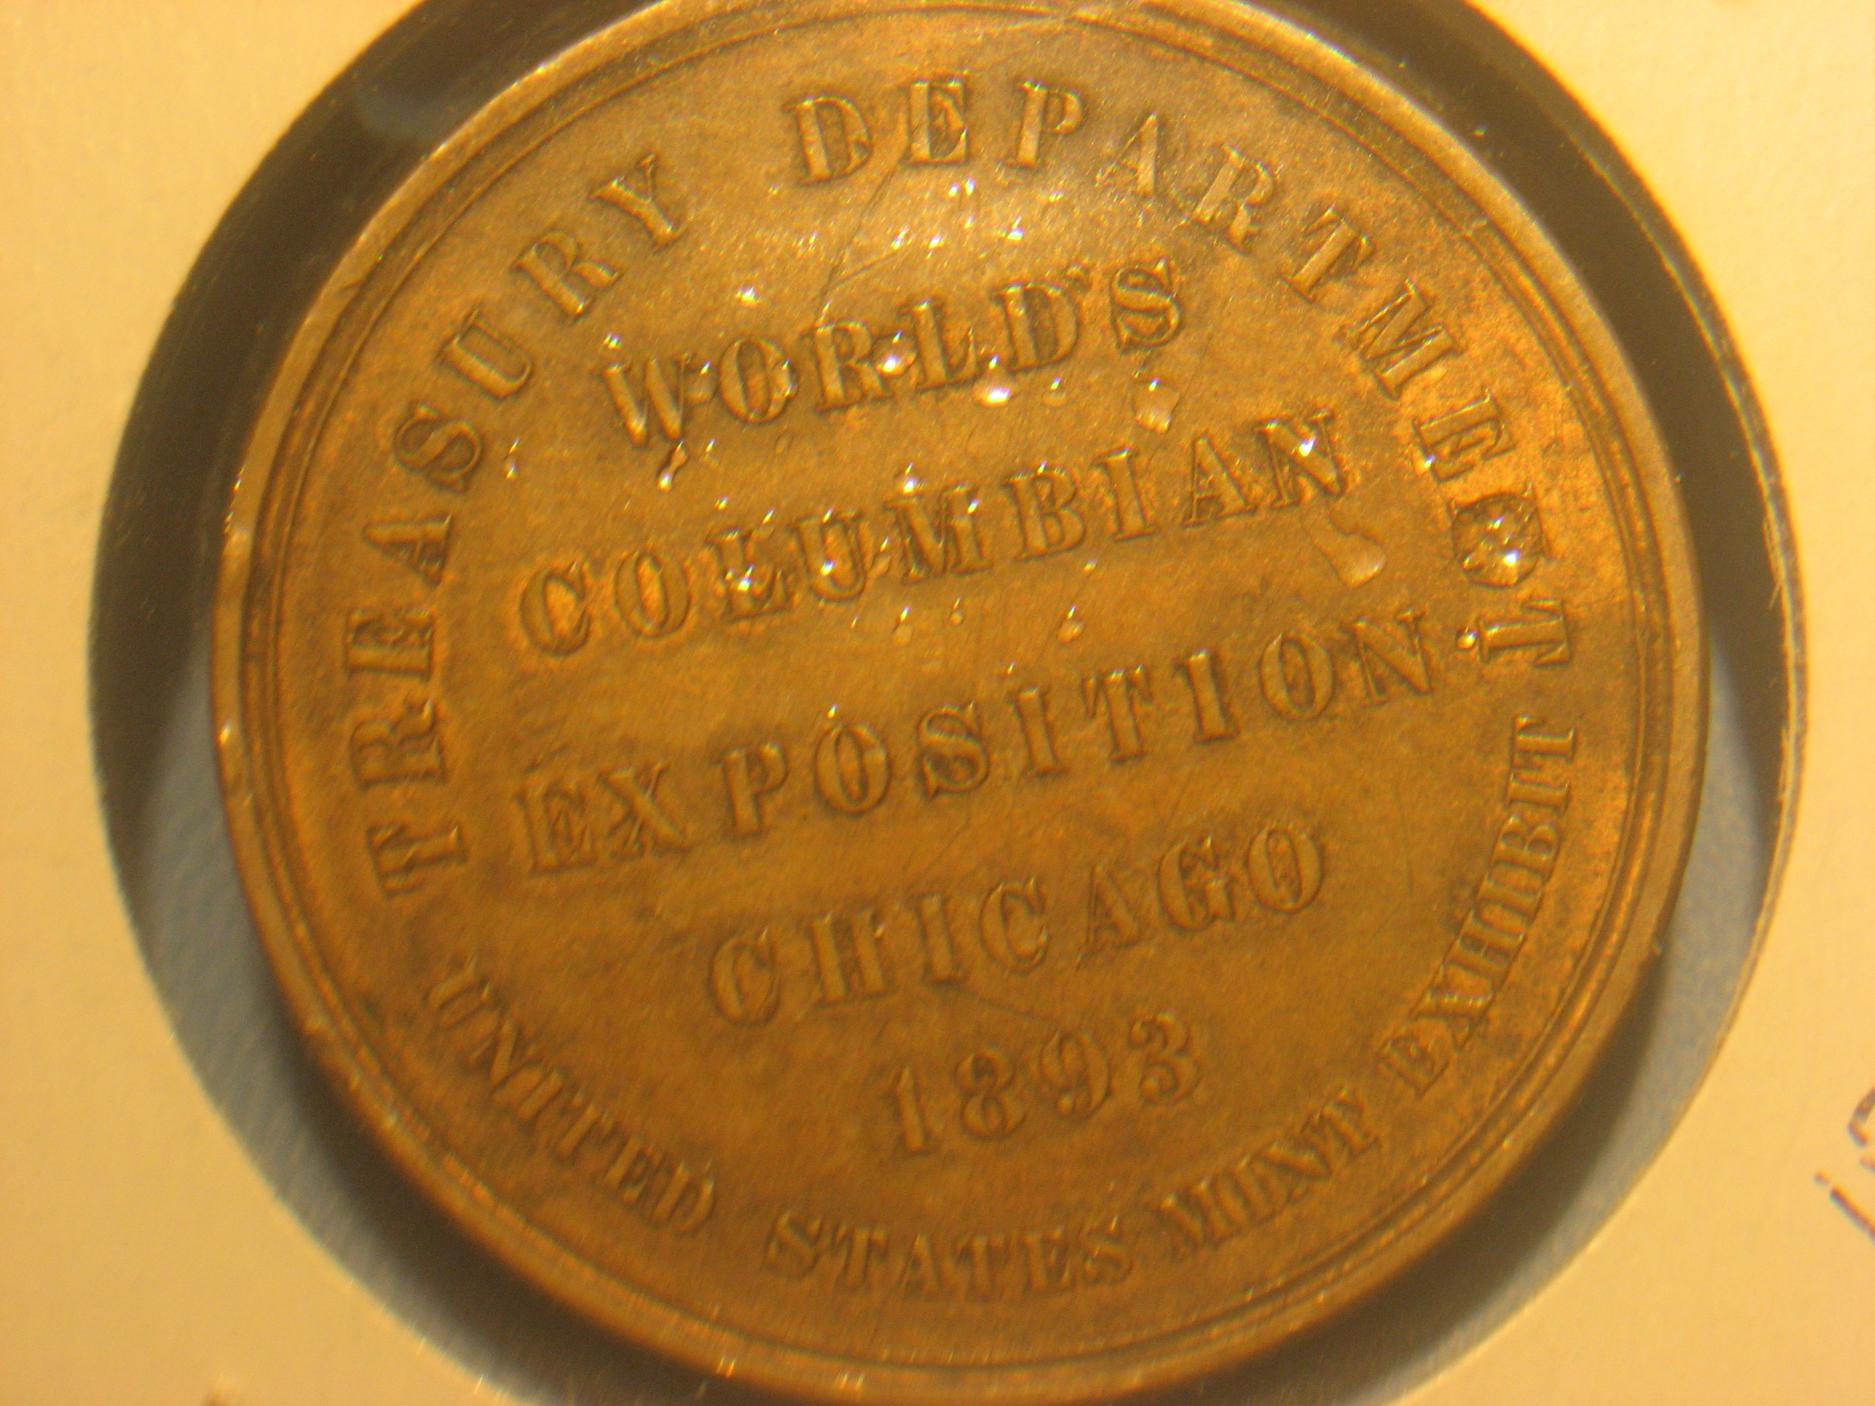 TREASURY DEPARTMENT
WORLD'S
COLUMBIAN
EXPOSITION
CHICAGO
1893
UNITED STATES MINT EXHIBIT